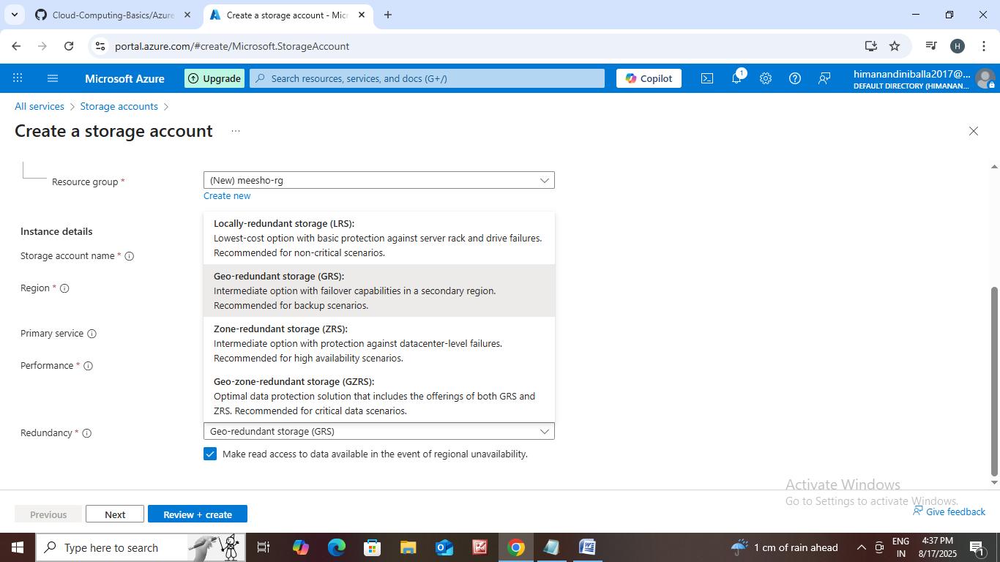 Cloud-Computing-Basics/Azure
Create a storage account - Micr
portal.azure.com/#create/Microsoft.StorageAccount
H
Microsoft Azure
Upgrade
Search resources, services, and docs (G+/)
Copilot
1
himanandiniballa2017@...
DEFAULT DIRECTORY (HIMANAN...
All services > Storage accounts >
Create a storage account ...
Resource group *
(New) meesho-rg
Create new
Instance details
Storage account name *
Region *
Primary service
Performance *
Locally-redundant storage (LRS):
Lowest-cost option with basic protection against server rack and drive failures.
Recommended for non-critical scenarios.
Geo-redundant storage (GRS):
Intermediate option with failover capabilities in a secondary region.
Recommended for backup scenarios.
Zone-redundant storage (ZRS):
Intermediate option with protection against datacenter-level failures.
Recommended for high availability scenarios.
Geo-zone-redundant storage (GZRS):
Optimal data protection solution that includes the offerings of both GRS and
ZRS. Recommended for critical data scenarios.
Redundancy *
Geo-redundant storage (GRS)
Make read access to data available in the event of regional unavailability.
Activate Windows
Go to Settings to activate Windows.
Previous
Next
Review + create
Give feedback
Type here to search
1 cm of rain ahead
ENG
IN
4:37 PM
8/17/2025
1